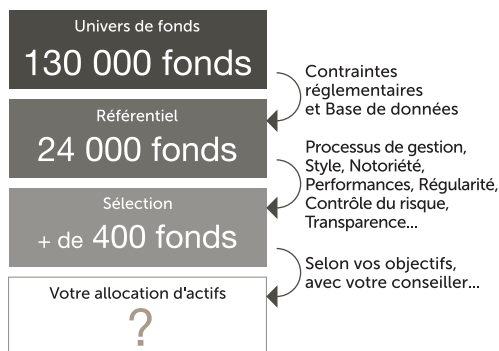 Univers de fonds
130 000 fonds
Contraintes
réglementaires
et Base de données
Référentiel
24 000 fonds
Processus de gestion,
Style, Notoriété,
Performances, Régularité,
Contrôle du risque,
Transparence...
Sélection
+ de 400 fonds
Selon vos objectifs,
avec votre conseiller...
Votre allocation d'actifs
?